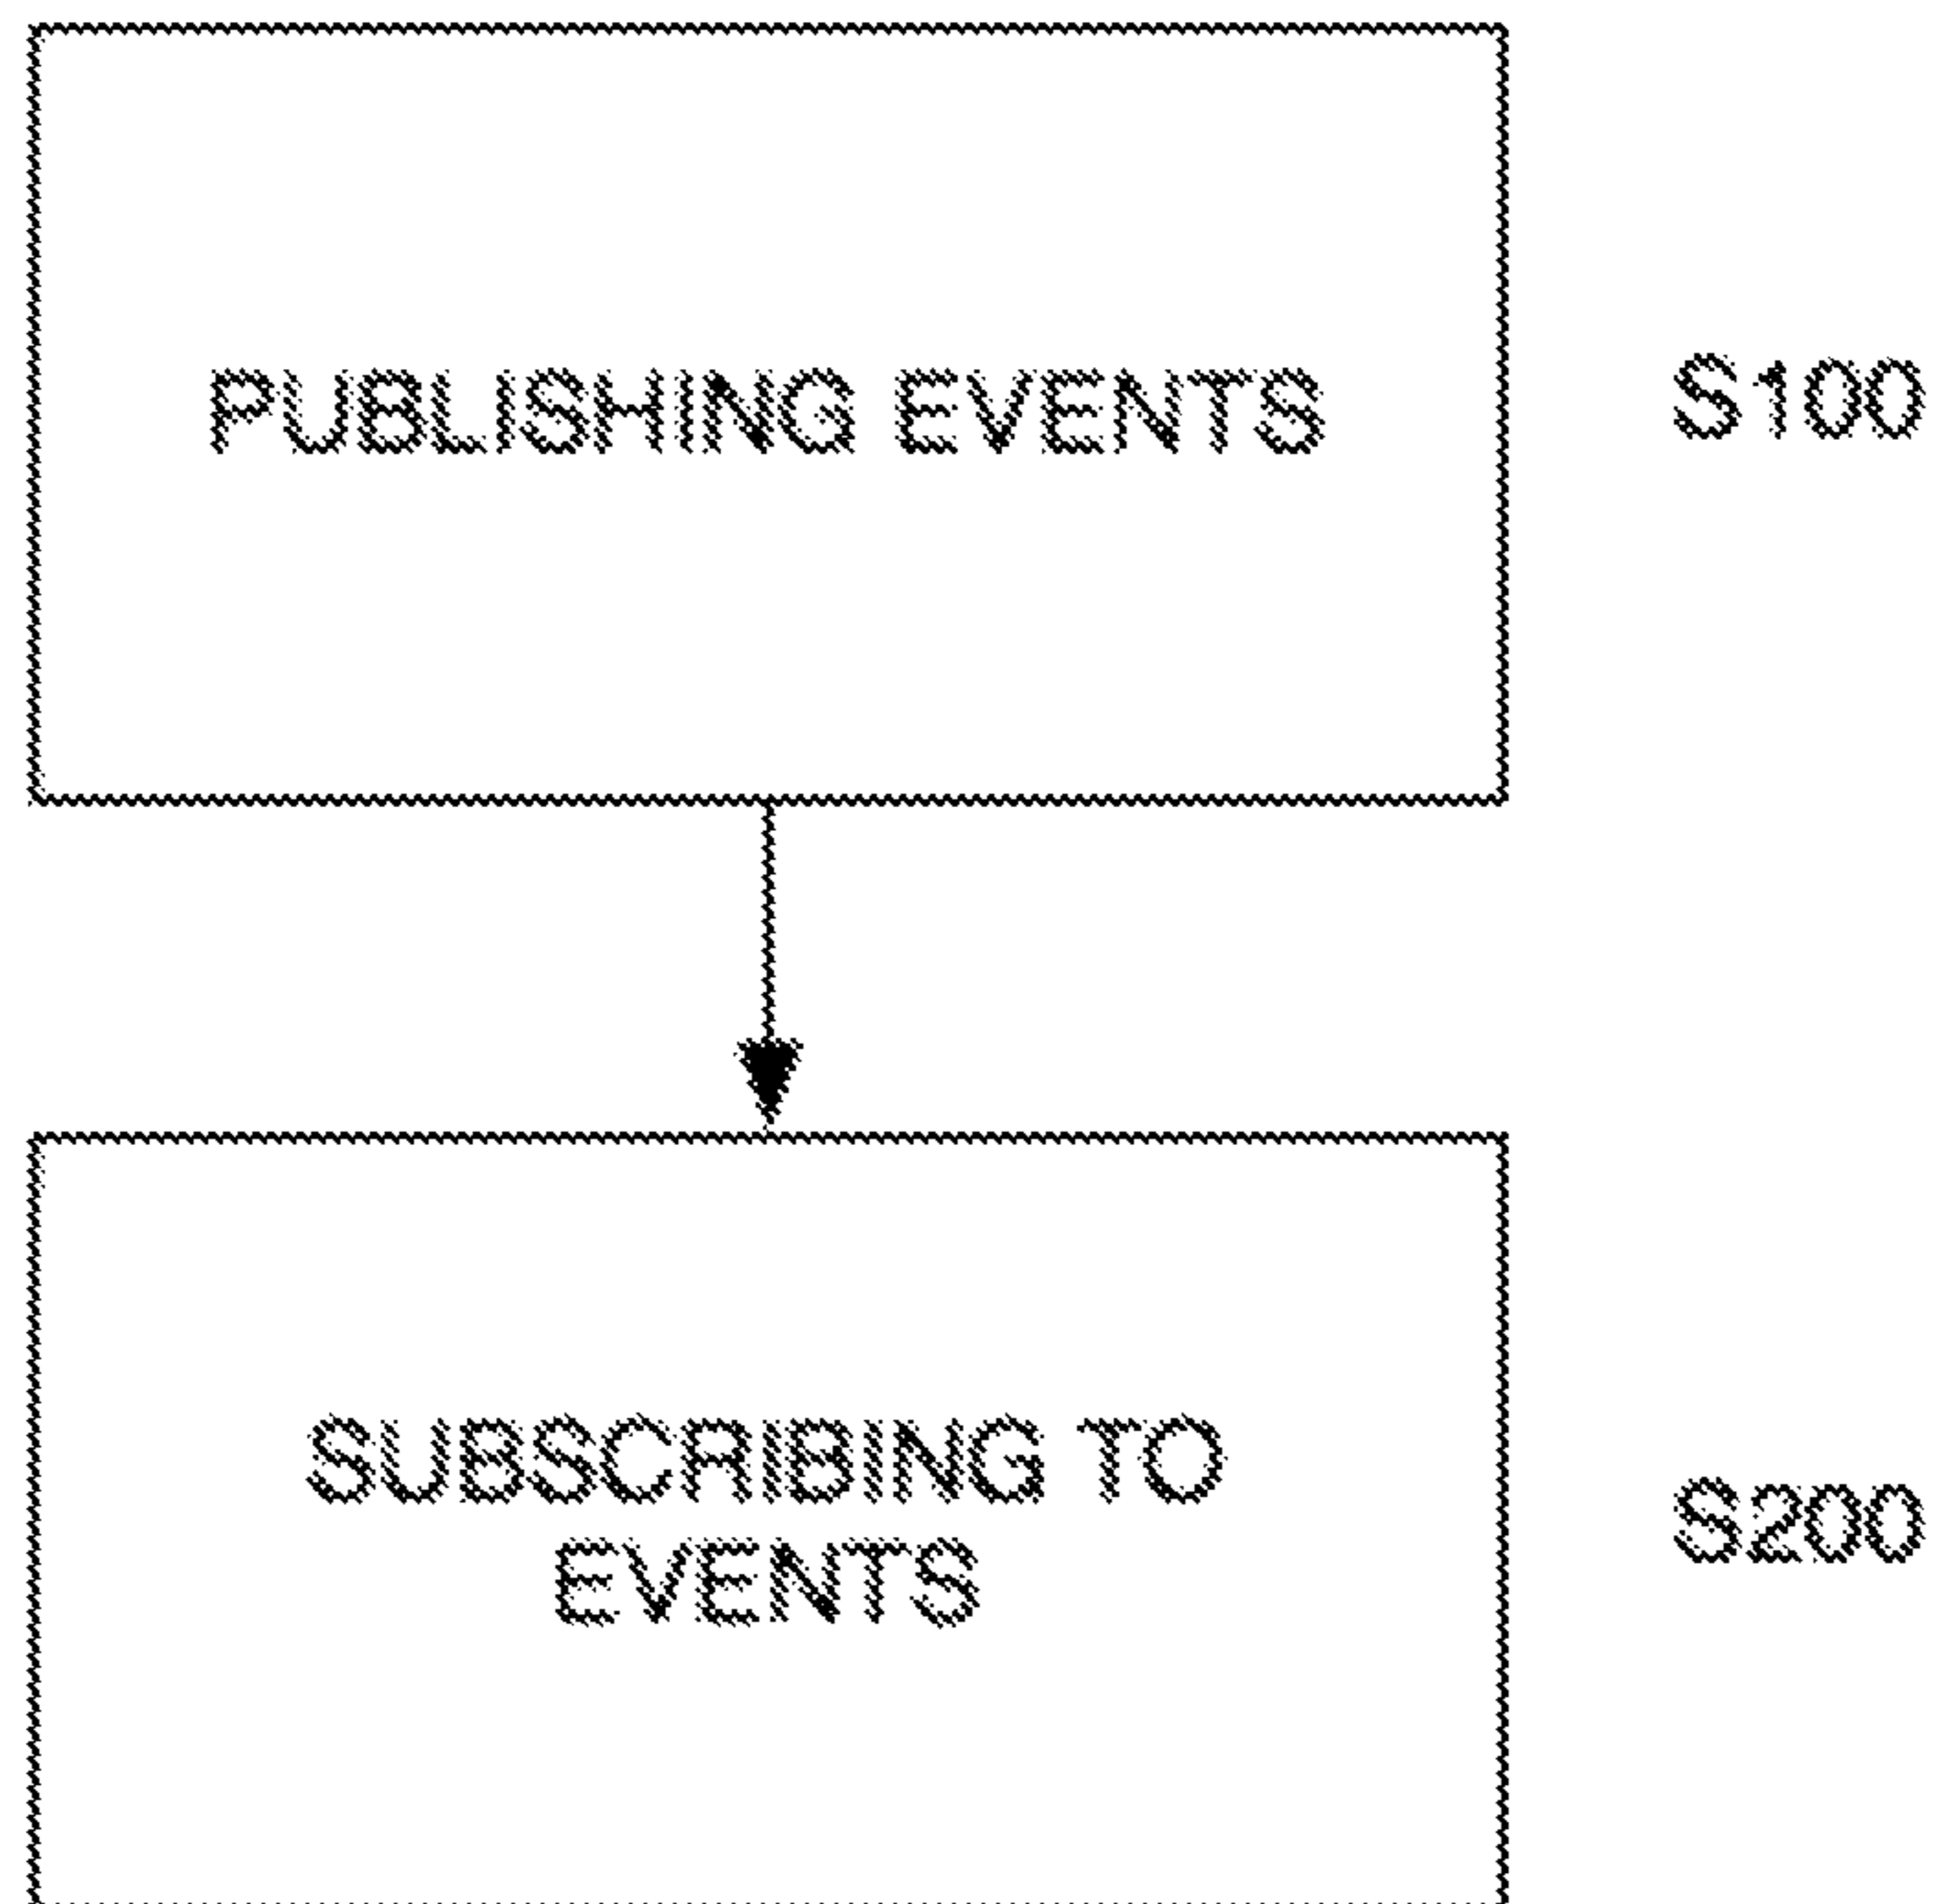 PUBLISHING EVENTS
S100
SUBSCRIBING TO
EVENTS
S200